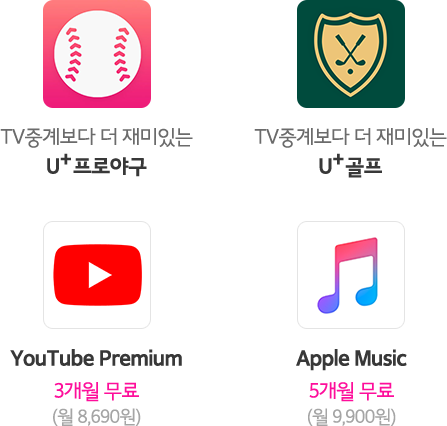 TV중계보다 더 재미있는
U+프로야구
TV중계보다 더 재미있는
U+골프
YouTube Premium
3개월 무료
(월 8,690원)
Apple Music
5개월 무료
(월 9,900원)